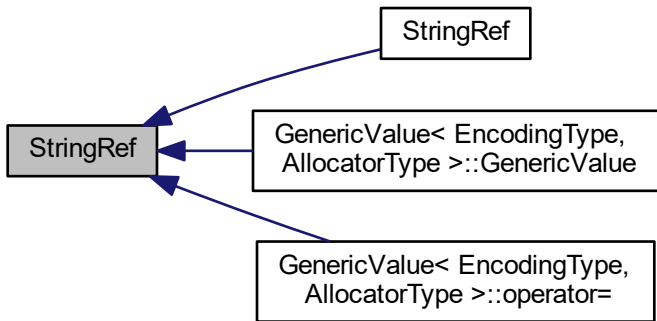 StringRef
StringRef
GenericValue< EncodingType,
AllocatorType >::GenericValue
GenericValue< EncodingType,
AllocatorType >::operator=